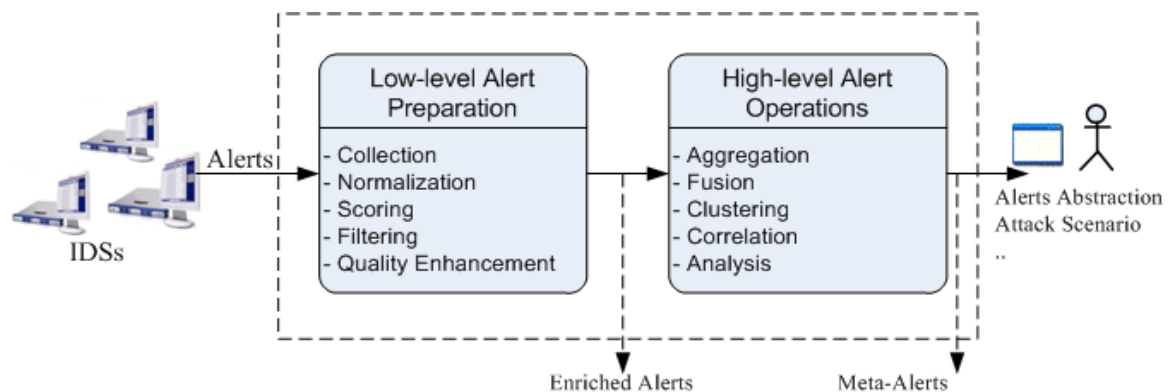 Low-level Alert
Preparation
- Collection
- Normalization
- Scoring
- Filtering
- Quality Enhancement
High-level Alert
Operations
- Aggregation
- Fusion
- Clustering
- Correlation
- Analysis
Alerts
IDSs
Alerts Abstraction
Attack Scenario
..
Enriched Alerts
Meta-Alerts